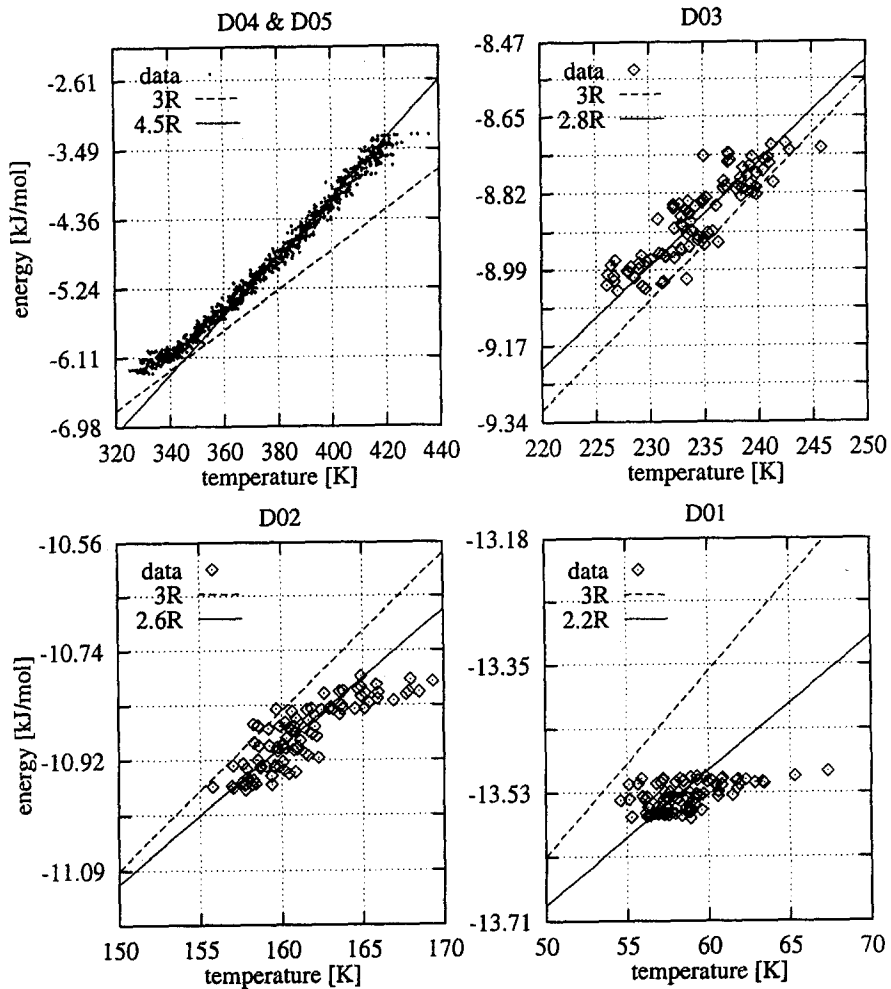 D04 & D05
data
3R
4.5R
-2.61
-3.49
-4.36
-5.24
-6.11
-6.98
320 340 360 380 400 420 440
temperature [K]
energy [kJ/mol]
D03
data
3R
2.8R
-8.47
-8.65
-8.82
-8.99
-9.17
-9.34
220 225 230 235 240 245 250
temperature [K]
D02
data
3R
2.6R
-10.56
-10.74
-10.92
-11.09
150 155 160 165 170
temperature [K]
energy [kJ/mol]
D01
data
3R
2.2R
-13.18
-13.35
-13.53
-13.71
50 55 60 65 70
temperature [K]